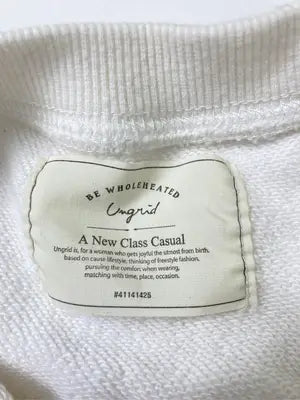 BE WHOLEHEATED
Ungrid
A New Class Casual
Ungrid is, for a woman who gets joyful the utmost from birth,
based on cause lifestyle, thinking of freestyle fashion,
pursuing the comfort when wearing,
matching with time, place, occasion.
#41141425